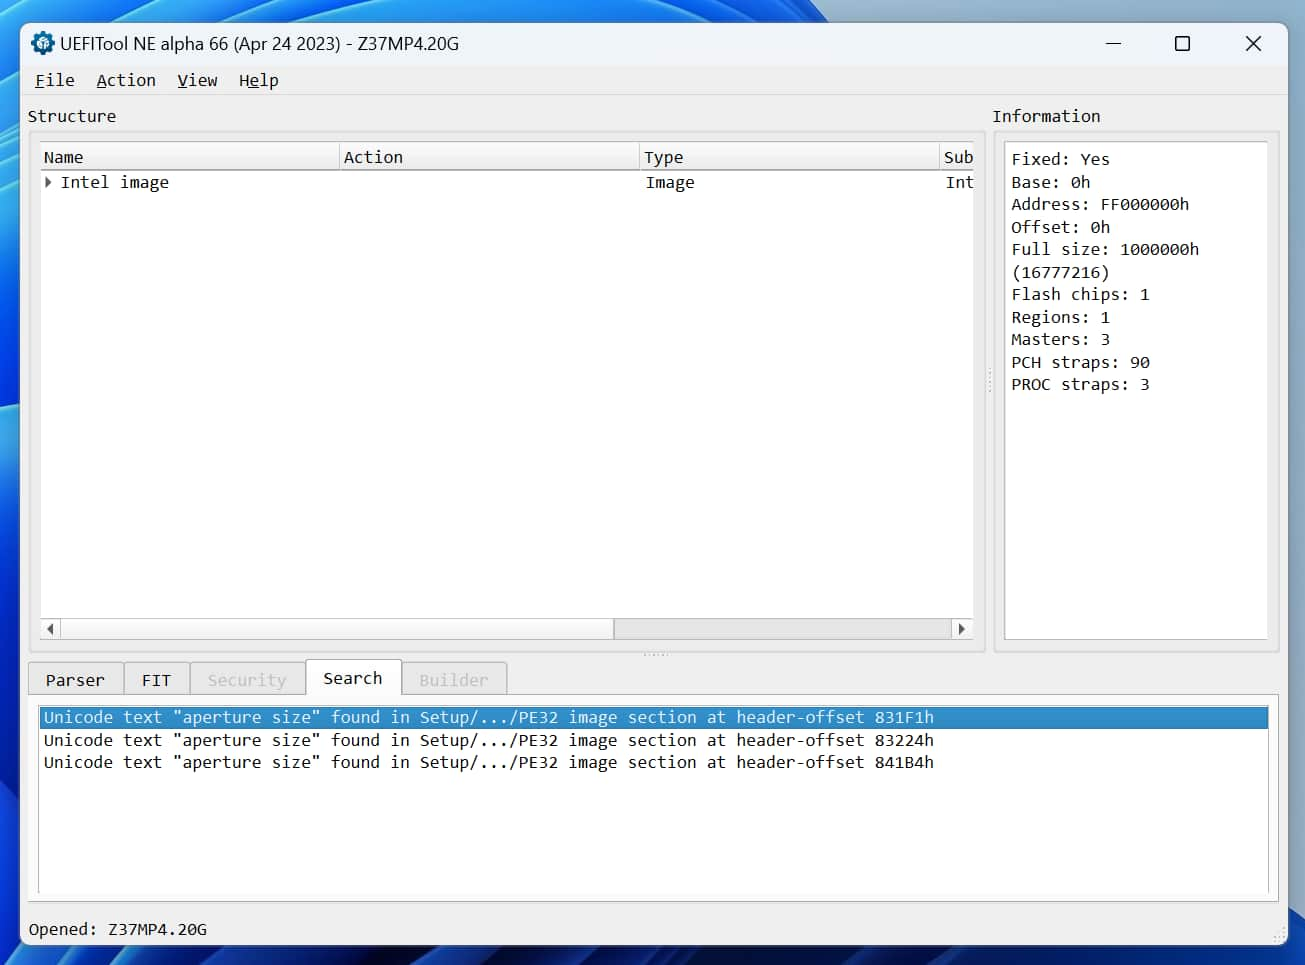 UEFITool NE alpha 66 (Apr 24 2023) - Z37MP4.20G
File Action View Help
Structure
Information
Name Action Type Sub
Intel image Image Int
Fixed: Yes
Base: 0h
Address: FF000000h
Offset: 0h
Full size: 1000000h
(16777216)
Flash chips: 1
Regions: 1
Masters: 3
PCH straps: 90
PROC straps: 3
Parser FIT Security Search Builder
Unicode text "aperture size" found in Setup/.../PE32 image section at header-offset 831F1h
Unicode text "aperture size" found in Setup/.../PE32 image section at header-offset 83224h
Unicode text "aperture size" found in Setup/.../PE32 image section at header-offset 841B4h
Opened: Z37MP4.20G